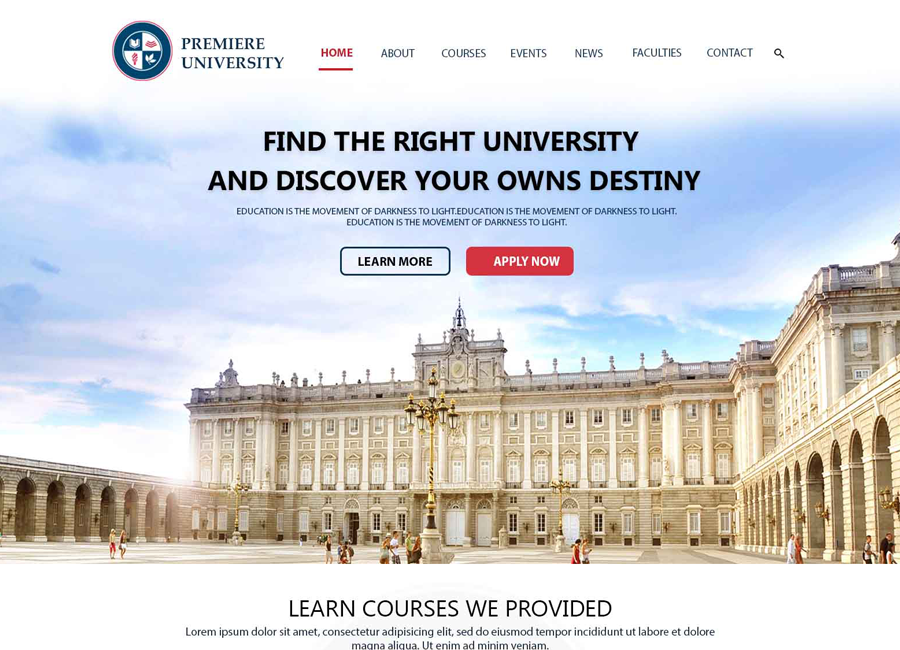 PREMIERE
UNIVERSITY
HOME ABOUT COURSES EVENTS NEWS FACULTIES CONTACT
FIND THE RIGHT UNIVERSITY
AND DISCOVER YOUR OWNS DESTINY
EDUCATION IS THE MOVEMENT OF DARKNESS TO LIGHT.EDUCATION IS THE MOVEMENT OF DARKNESS TO LIGHT.
EDUCATION IS THE MOVEMENT OF DARKNESS TO LIGHT.
LEARN MORE APPLY NOW
LEARN COURSES WE PROVIDED
Lorem ipsum dolor sit amet, consectetur adipisicing elit, sed do eiusmod tempor incididunt ut labore et dolore
magna aliqua. Ut enim ad minim veniam.